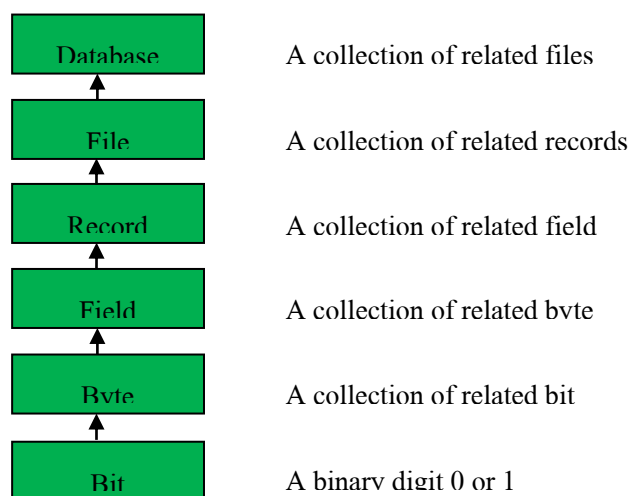 Database A collection of related files
File A collection of related records
Record A collection of related field
Field A collection of related byte
Byte A collection of related bit
Bit A binary digit 0 or 1